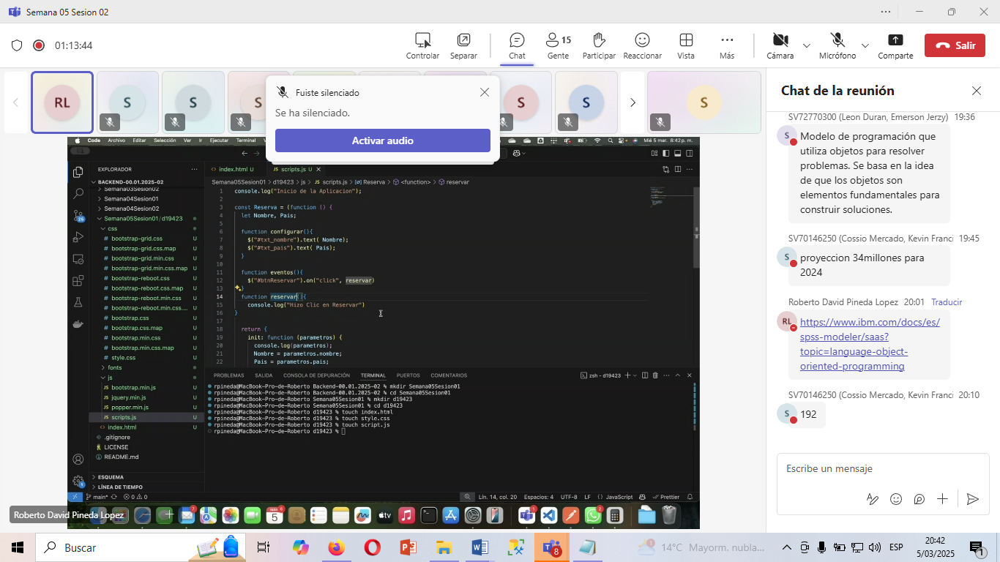 Semana 05 Sesion 02
01:13:44
Controlar
Separar
Chat
15
Gente
Participar
Reaccionar
Vista
Más
Cámara
Micrófono
Comparte
Salir
RL
S
S
S
S
S
S
Fuiste silenciado
Se ha silenciado.
Activar audio
Code Archivo Editar Selección Ver Ir Ejecutar Terminal
Mié 5 mar. 8:42 p. m.
EXPLORADOR
BACKEND-00.01.2025-02
Semana03Sesion02
Semana04Sesion01
Semana04Sesion02
Semana05Sesion01 / d19423
css
# bootstrap-grid.css U
# bootstrap-grid.css.map U
# bootstrap-grid.min.css U
# bootstrap-grid.min.css.map U
# bootstrap-reboot.css U
# bootstrap-reboot.css.map U
# bootstrap-reboot.min.css U
# bootstrap-reboot.min.css.... U
# bootstrap.css U
# bootstrap.css.map U
# bootstrap.min.css U
# bootstrap.min.css.map U
# style.css U
fonts
js
JS bootstrap.min.js U
JS jquery.min.js U
JS popper.min.js U
JS scripts.js U
<> index.html U
.gitignore
LICENSE
README.md
ESQUEMA
LÍNEA DE TIEMPO
<> index.html U
JS scripts.js U
Semana05Sesion01 > d19423 > js > JS scripts.js > Reserva > <function> > reservar
1 console.log("Inicio de la Aplicacion");
2
3 const Reserva = (function () {
4 let Nombre, Pais;
5
6 function configurar(){
7 $("#txt_nombre").text( Nombre);
8 $("#txt_pais").text( Pais);
9 }
10
11 function eventos(){
12 $("#btnReservar").on("click", reservar)
13 }
14 function reservar(){
15 console.log("Hizo Clic en Reservar")
16 }
17
18 return {
19 init: function (parametros) {
20 console.log(parametros);
21 Nombre = parametros.nombre;
22 Pais = parametros.pais;
PROBLEMAS SALIDA CONSOLA DE DEPURACIÓN TERMINAL PUERTOS COMENTARIOS
zsh - d19423
rpineda@MacBook-Pro-de-Roberto Backend-00.01.2025-02 % mkdir Semana05Sesion01
rpineda@MacBook-Pro-de-Roberto Backend-00.01.2025-02 % cd Semana05Sesion01
rpineda@MacBook-Pro-de-Roberto Semana05Sesion01 % mkdir d19423
rpineda@MacBook-Pro-de-Roberto Semana05Sesion01 % cd d19423
rpineda@MacBook-Pro-de-Roberto d19423 % touch index.html
rpineda@MacBook-Pro-de-Roberto d19423 % touch style.css
rpineda@MacBook-Pro-de-Roberto d19423 % touch script.js
rpineda@MacBook-Pro-de-Roberto d19423 %
main* 0 0
Lín. 14, col. 20 Espacios: 4 UTF-8 LF {} JavaScript Prettier
Roberto David Pineda Lopez
Chat de la reunión
SV72770300 (Leon Duran, Emerson Jerzy) 19:36
S
Modelo de programación que
utiliza objetos para resolver
problemas. Se basa en la idea
de que los objetos son
elementos fundamentales para
construir soluciones.
SV70146250 (Cossio Mercado, Kevin Franci 19:45
S
proyeccion 34millones para
2024
Roberto David Pineda Lopez 20:01 Traducir
RL
https://www.ibm.com/docs/es/
spss-modeler/saas?
topic=language-object-
oriented-programming
SV70146250 (Cossio Mercado, Kevin Franci 20:10
S
192
Escribe un mensaje
Buscar
8
14°C Mayorm. nubla...
ESP
20:42
5/03/2025
1